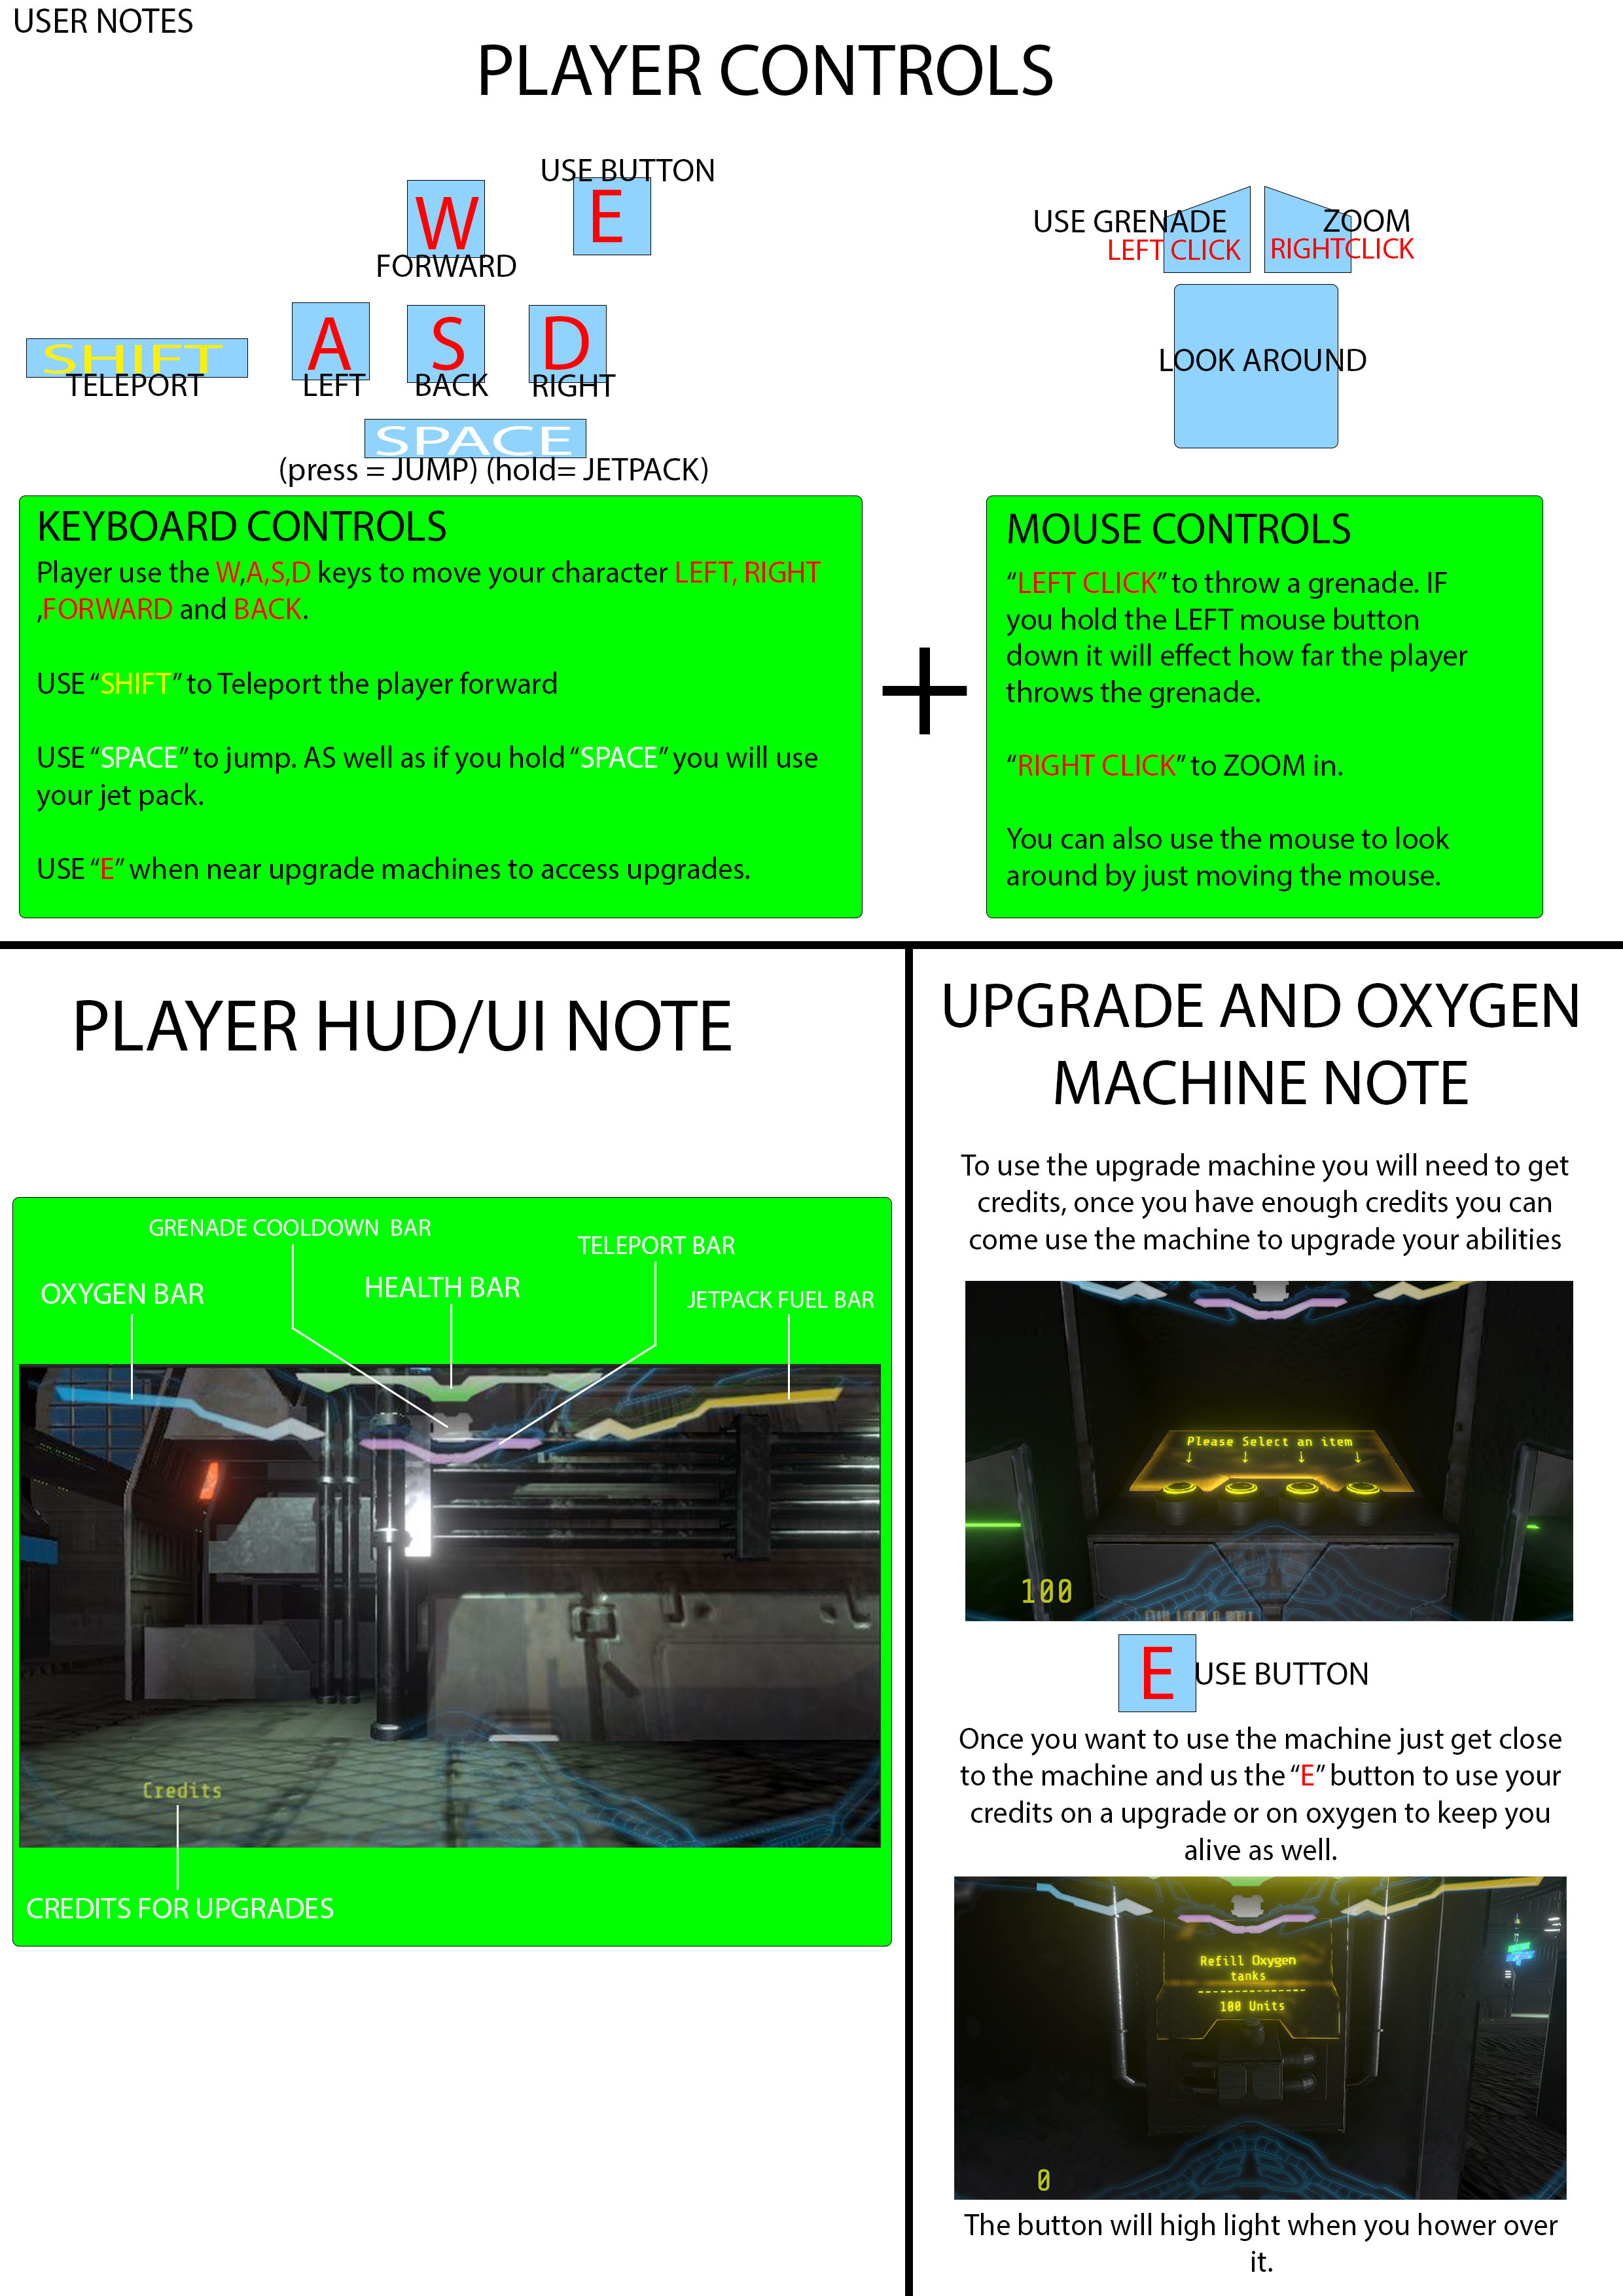 USER NOTES
PLAYER CONTROLS
USE BUTTON
W
E
FORWARD
USE GRENADE
LEFT CLICK
ZOOM
RIGHTCLICK
SHIFT
TELEPORT
A
LEFT
S
BACK
D
RIGHT
LOOK AROUND
SPACE
(press = JUMP) (hold= JETPACK)
KEYBOARD CONTROLS
Player use the W,A,S,D keys to move your character LEFT, RIGHT
,FORWARD and BACK.
USE “SHIFT” to Teleport the player forward
USE “SPACE” to jump. AS well as if you hold “SPACE” you will use
your jet pack.
USE “E” when near upgrade machines to access upgrades.
+
MOUSE CONTROLS
“LEFT CLICK” to throw a grenade. IF
you hold the LEFT mouse button
down it will effect how far the player
throws the grenade.
“RIGHT CLICK” to ZOOM in.
You can also use the mouse to look
around by just moving the mouse.
PLAYER HUD/UI NOTE
GRENADE COOLDOWN BAR
TELEPORT BAR
OXYGEN BAR
HEALTH BAR
JETPACK FUEL BAR
Credits
CREDITS FOR UPGRADES
UPGRADE AND OXYGEN
MACHINE NOTE
To use the upgrade machine you will need to get
credits, once you have enough credits you can
come use the machine to upgrade your abilities
Please Select an item
100
E
USE BUTTON
Once you want to use the machine just get close
to the machine and us the “E” button to use your
credits on a upgrade or on oxygen to keep you
alive as well.
Refill Oxygen
tanks
--------------
100 Units
0
The button will high light when you hower over
it.